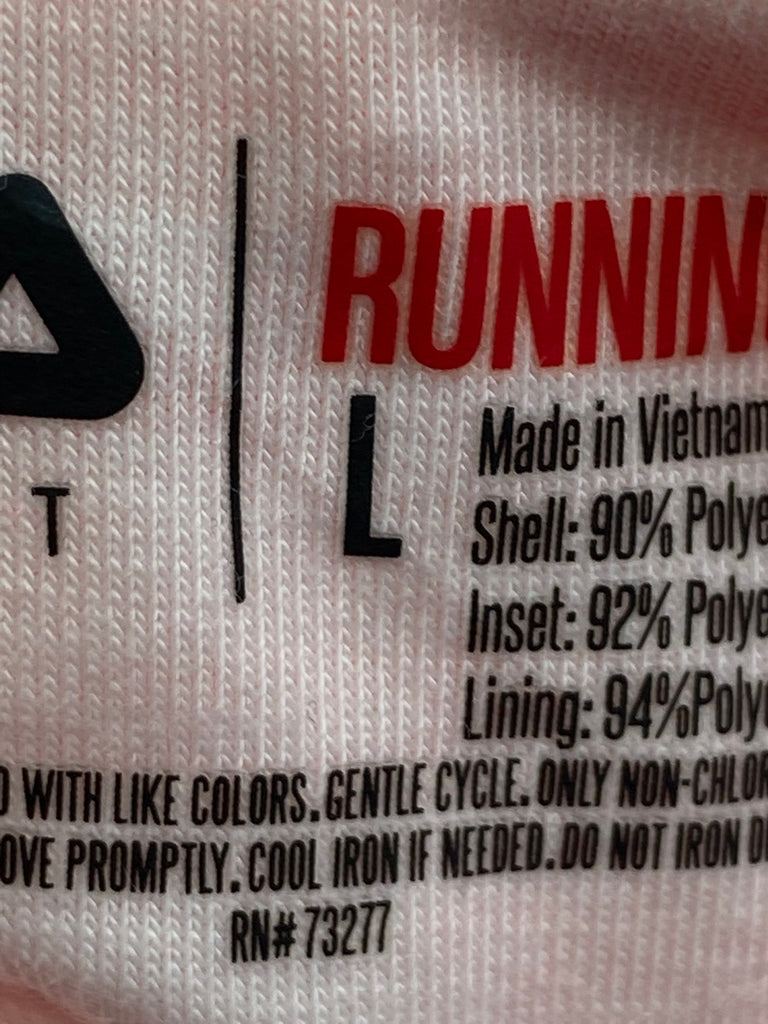 RUNNIN
T
L
Made in Vietnam
Shell: 90% Polye
Inset: 92% Polye
Lining: 94%Poly
WITH LIKE COLORS.GENTLE CYCLE. ONLY NON-CHLOR
OVE PROMPTLY.COOL IRON IF NEEDED.DO NOT IRON D
RN# 73277